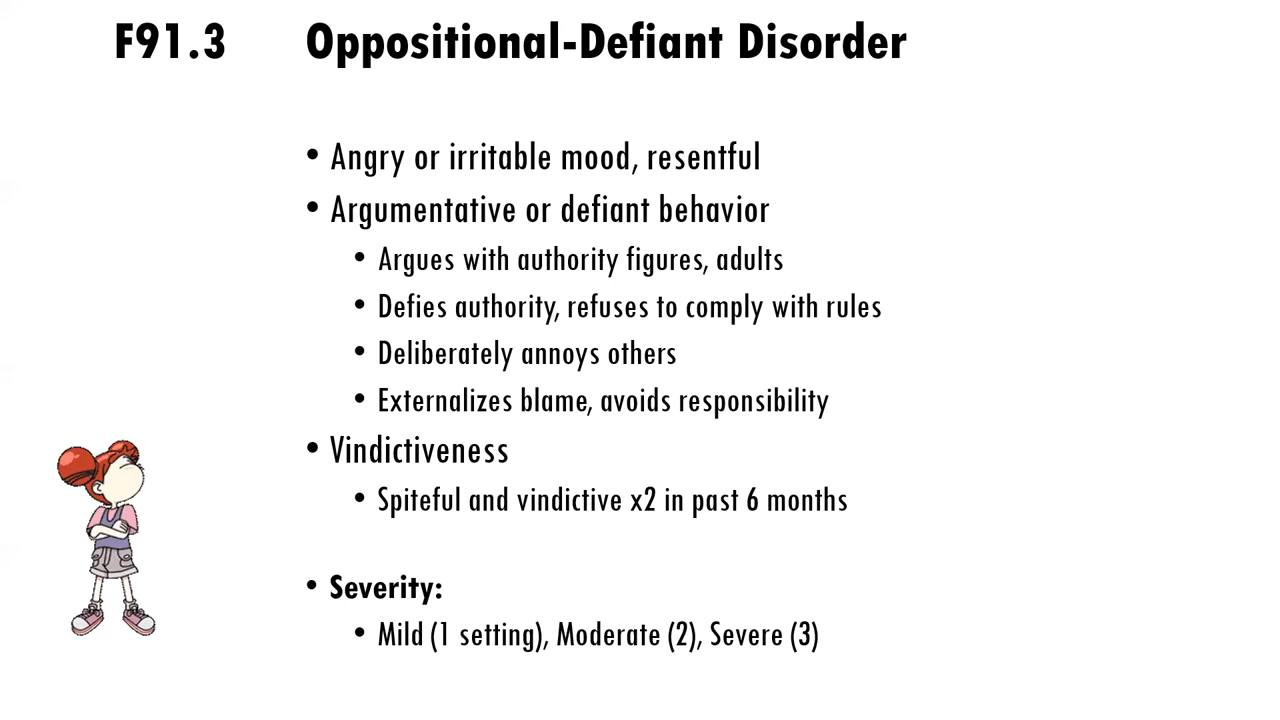 F91.3 Oppositional-Defiant Disorder
• Angry or irritable mood, resentful
• Argumentative or defiant behavior
• Argues with authority figures, adults
• Defies authority, refuses to comply with rules
• Deliberately annoys others
• Externalizes blame, avoids responsibility
• Vindictiveness
• Spiteful and vindictive x2 in past 6 months
• Severity:
• Mild (1 setting), Moderate (2), Severe (3)